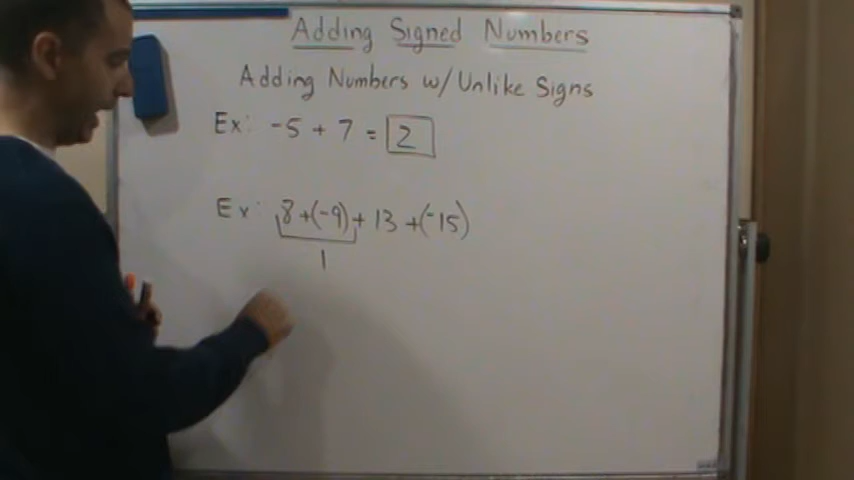 Adding Signed Numbers
Adding Numbers w/ Unlike Signs
Ex: -5 + 7 = 2
Ex: 8 + (-9) + 13 + (-15)
1